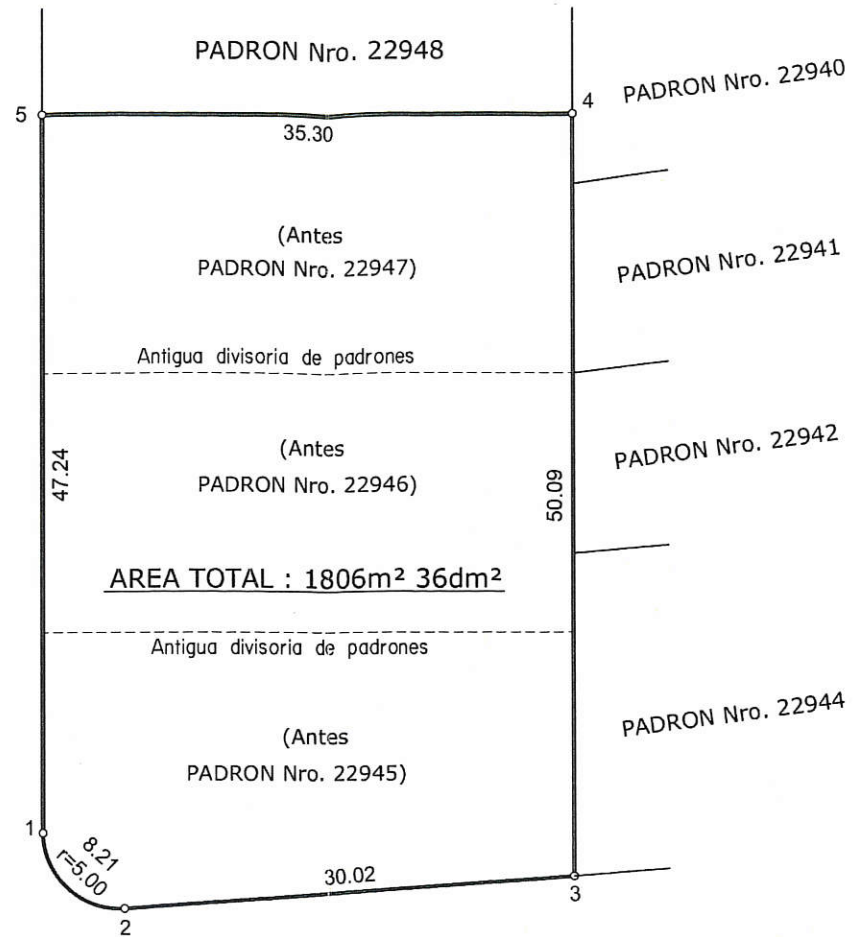 PADRON Nro. 22948
PADRON Nro. 22940
5
4
35.30
(Antes
PADRON Nro. 22947)
PADRON Nro. 22941
Antigua divisoria de padrones
47.24
(Antes
PADRON Nro. 22946)
50.09
PADRON Nro. 22942
AREA TOTAL : 1806m² 36dm²
Antigua divisoria de padrones
(Antes
PADRON Nro. 22945)
PADRON Nro. 22944
1
8.21
r=5.00
30.02
3
2